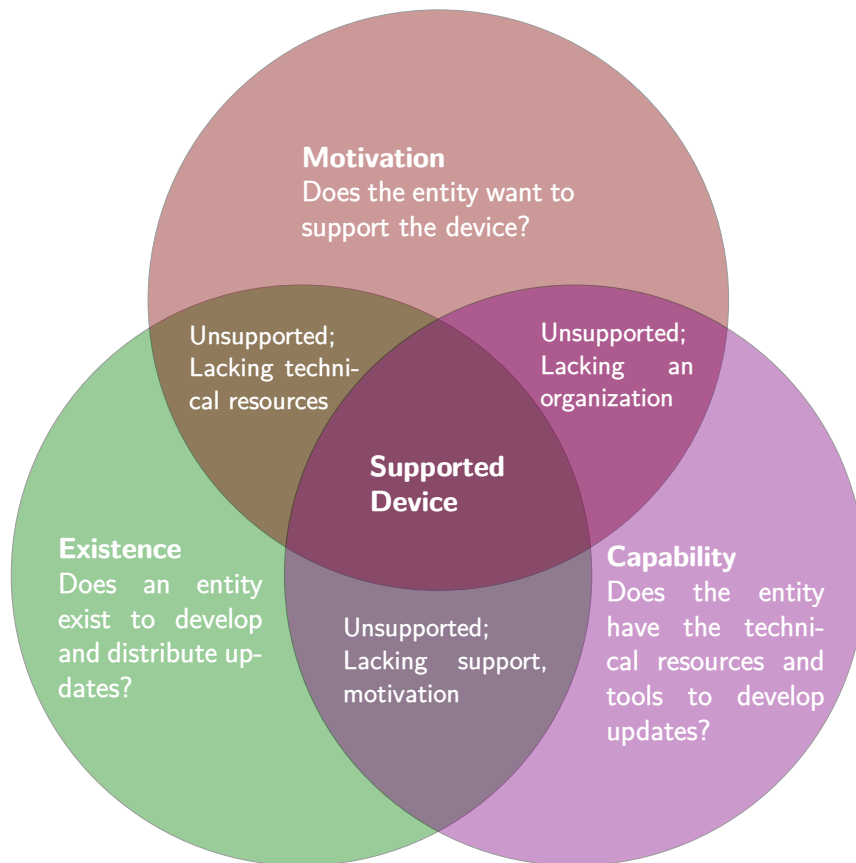 Motivation
Does the entity want to
support the device?
Unsupported;
Lacking techni-
cal resources
Unsupported;
Lacking an
organization
Supported
Device
Existence
Does an entity
exist to develop
and distribute up-
dates?
Capability
Does the entity
have the techni-
cal resources and
tools to develop
updates?
Unsupported;
Lacking support,
motivation